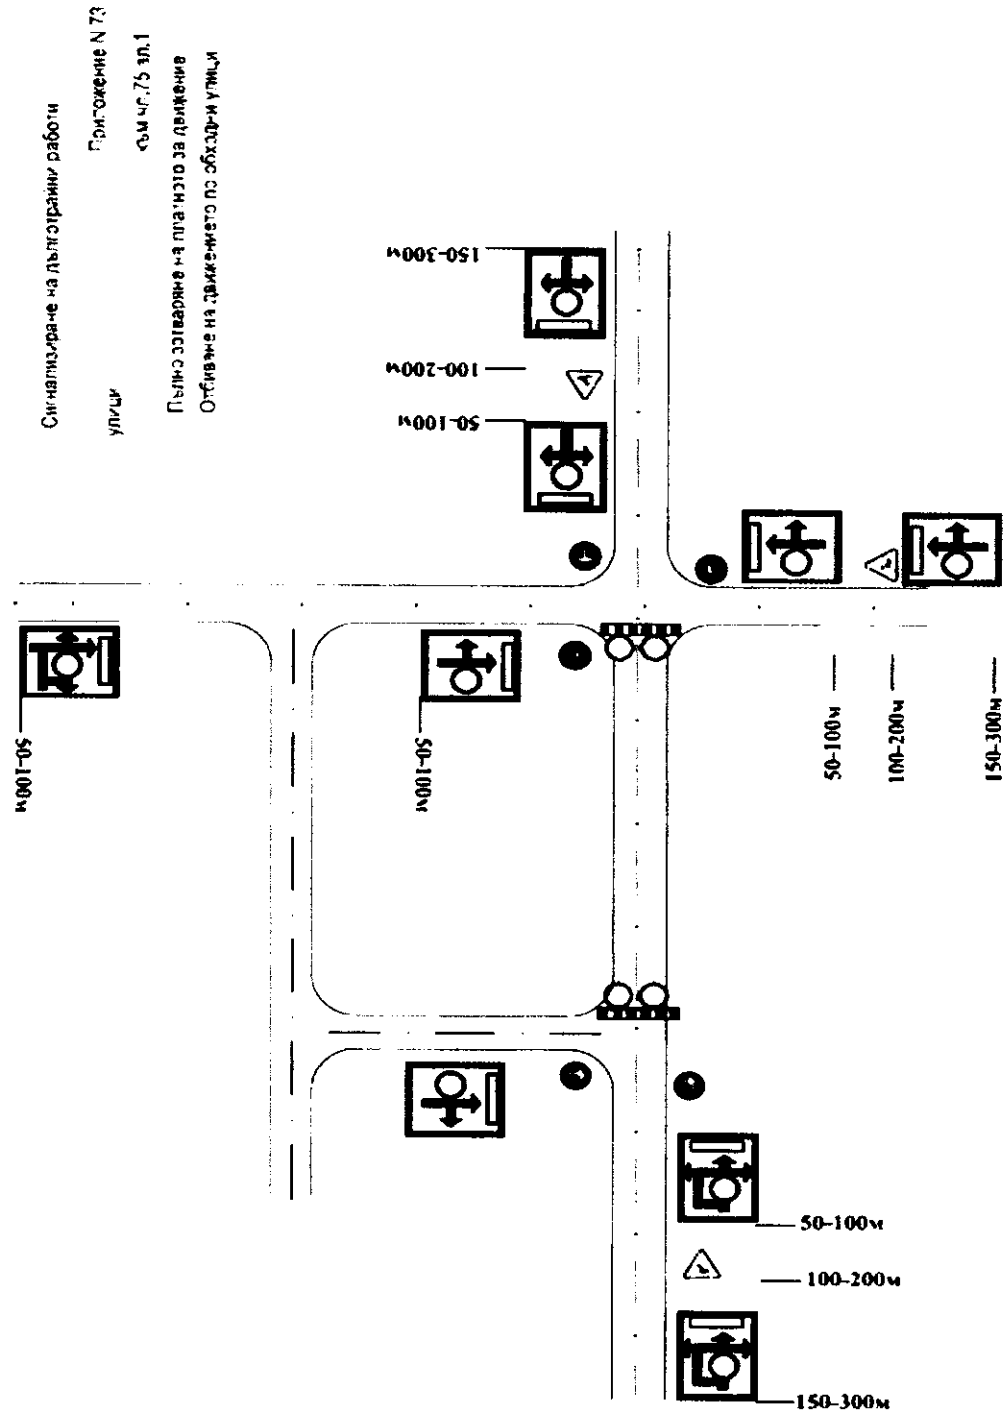 Сигнализиране на дълготрайни работи
Приложение N 73
към чл.75 ал.1
улици
Пълно затваряне на платното за движение
Отбиване на движението по обходни улици
150-300м
100-200м
50-100м
50-100м
50-100м
50-100м
100-200м
150-300м
50-100м
100-200м
150-300м